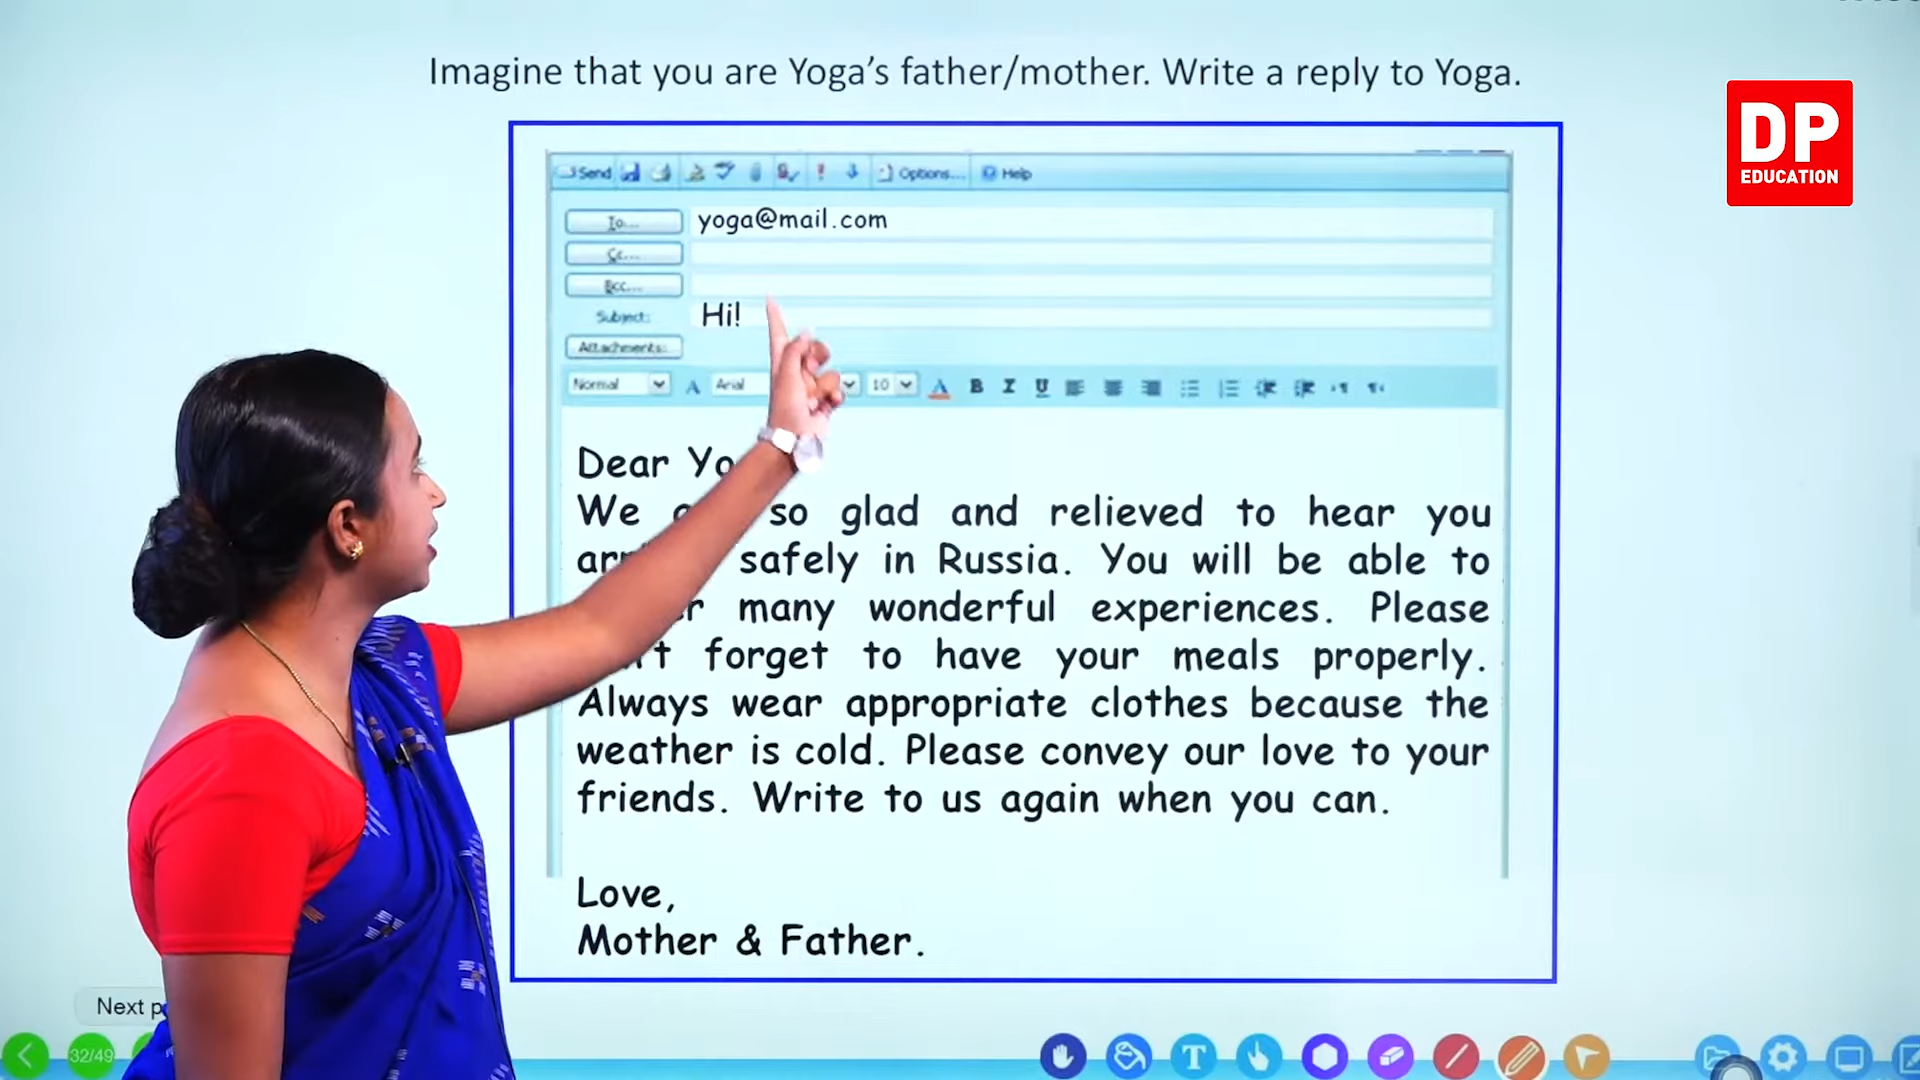 Imagine that you are Yoga's father/mother. Write a reply to Yoga.
DP
EDUCATION
Send
Options...
Help
To...
yoga@mail.com
Cc...
Bcc...
Subject:
Hi!
Attachments:
Normal
A
Arial
10
A
B I U
Dear Yo
We so glad and relieved to hear you
safely in Russia. You will be able to
many wonderful experiences. Please
forget to have your meals properly.
Always wear appropriate clothes because the
weather is cold. Please convey our love to your
friends. Write to us again when you can.
Love,
Mother & Father.
Next
32/49
T